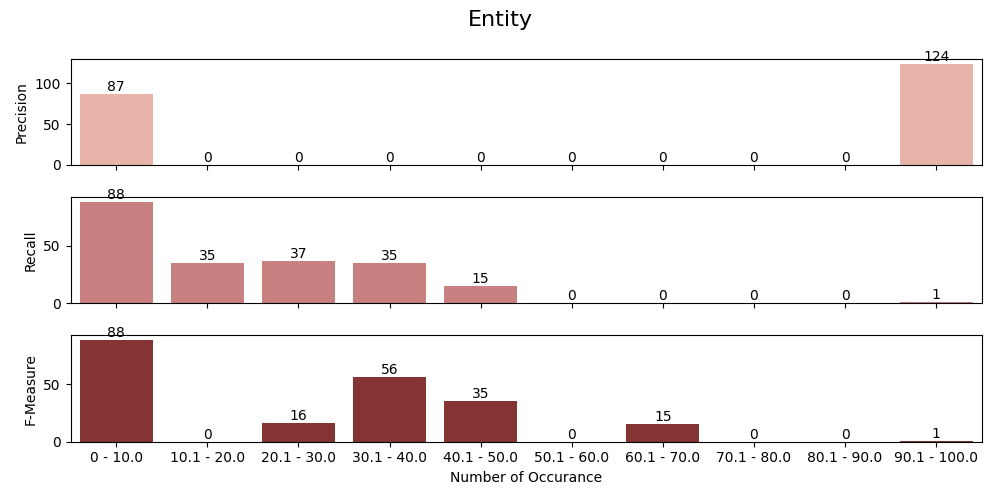 Entity
Precision
100
50
0
87 0 0 0 0 0 0 0 0 124
Recall
50
0
88 35 37 35 15 0 0 0 0 1
F-Measure
50
0
88 0 16 56 35 0 15 0 0 1
0 - 10.0 10.1 - 20.0 20.1 - 30.0 30.1 - 40.0 40.1 - 50.0 50.1 - 60.0 60.1 - 70.0 70.1 - 80.0 80.1 - 90.0 90.1 - 100.0
Number of Occurance